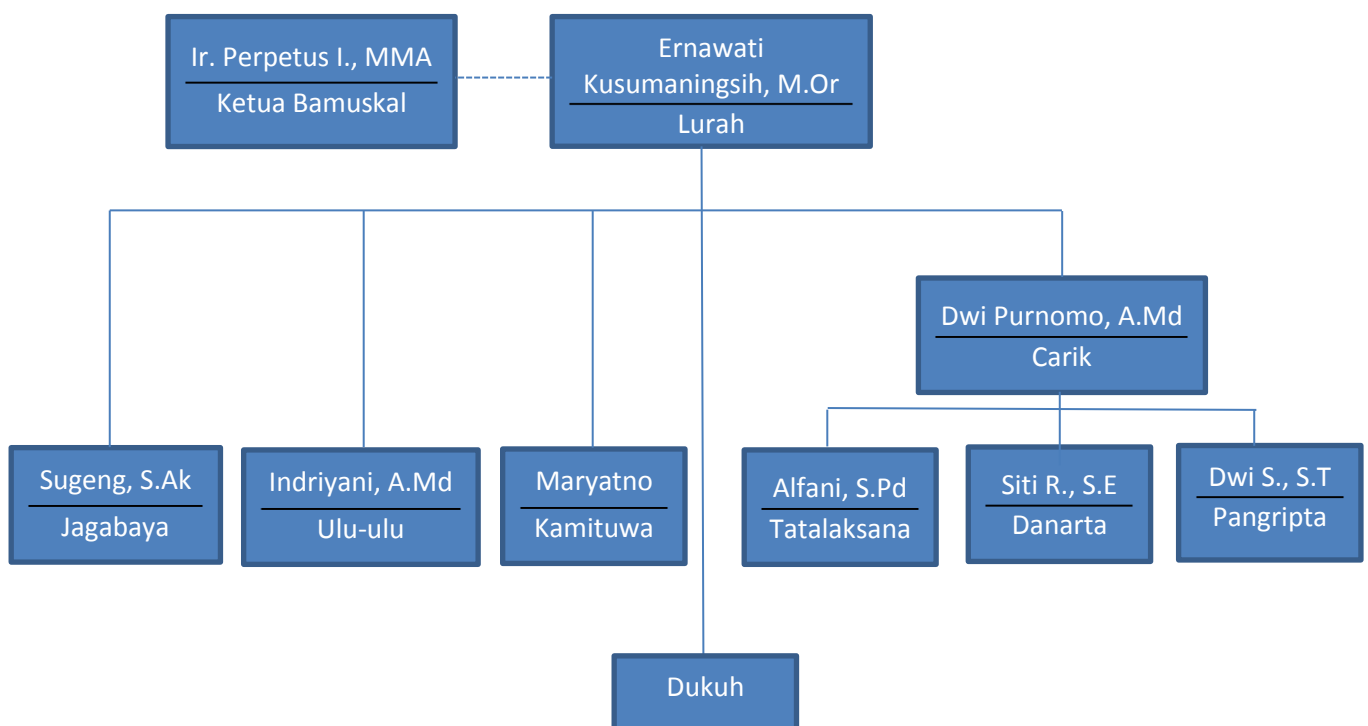 Ir. Perpetus I., MMA
Ketua Bamuskal
Ernawati
Kusumaningsih, M.Or
Lurah
Dwi Purnomo, A.Md
Carik
Sugeng, S.Ak
Jagabaya
Indriyani, A.Md
Ulu-ulu
Maryatno
Kamituwa
Alfani, S.Pd
Tatalaksana
Siti R., S.E
Danarta
Dwi S., S.T
Pangripta
Dukuh